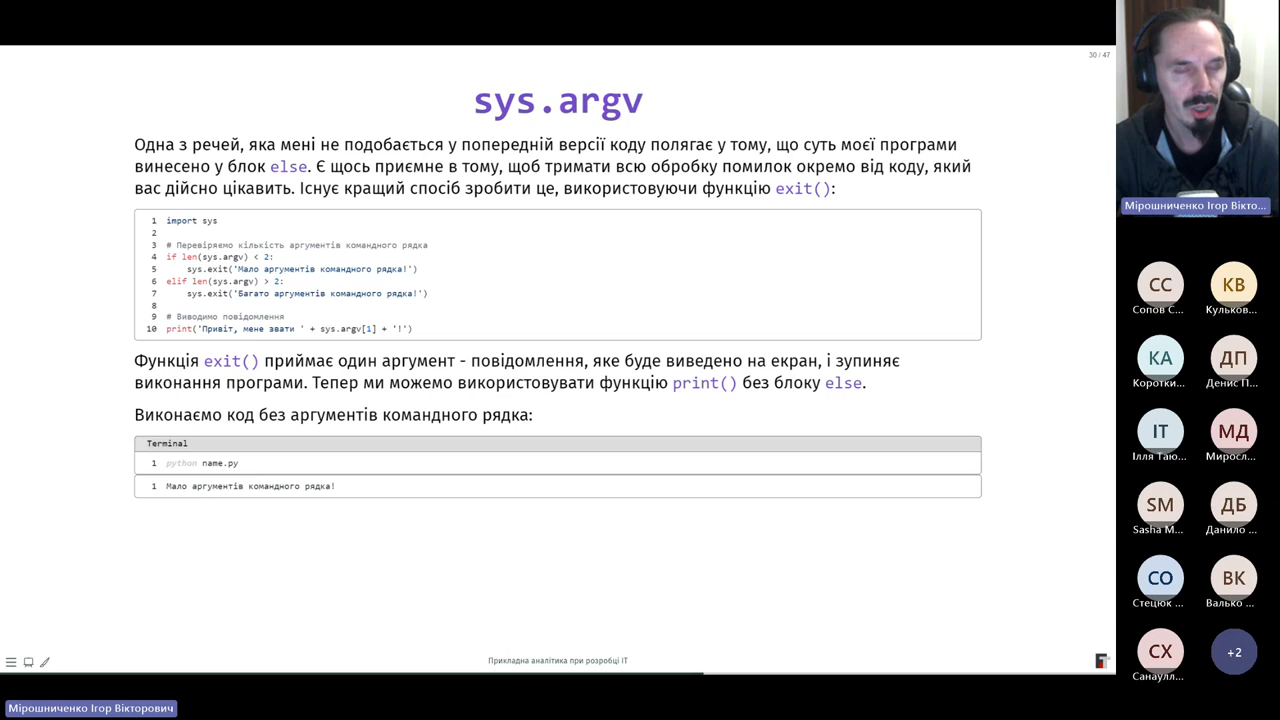 30 / 47
sys.argv
Одна з речей, яка мені не подобається у попередній версії коду полягає у тому, що суть моєї програми
винесено у блок else. Є щось приємне в тому, щоб тримати всю обробку помилок окремо від коду, який
вас дійсно цікавить. Існує кращий спосіб зробити це, використовуючи функцію exit():
1 import sys
2
3 # Перевіряємо кількість аргументів командного рядка
4 if len(sys.argv) < 2:
5 sys.exit('Мало аргументів командного рядка!')
6 elif len(sys.argv) > 2:
7 sys.exit('Багато аргументів командного рядка!')
8
9 # Виводимо повідомлення
10 print('Привіт, мене звати ' + sys.argv[1] + '!')
Функція exit() приймає один аргумент - повідомлення, яке буде виведено на екран, і зупиняє
виконання програми. Тепер ми можемо використовувати функцію print() без блоку else.
Виконаємо код без аргументів командного рядка:
Terminal
1 python name.py
1 Мало аргументів командного рядка!
Прикладна аналітика при розробці IT
Мірошниченко Ігор Вікторович
Мірошниченко Ігор Вікто...
СС
Сопов С...
КВ
Кульков...
КА
Коротки...
ДП
Денис П...
ІТ
Ілля Таю...
МД
Миросл...
SM
Sasha M...
ДБ
Данило ...
СО
Стецюк ...
ВК
Валько ...
СХ
Санаулл...
+2